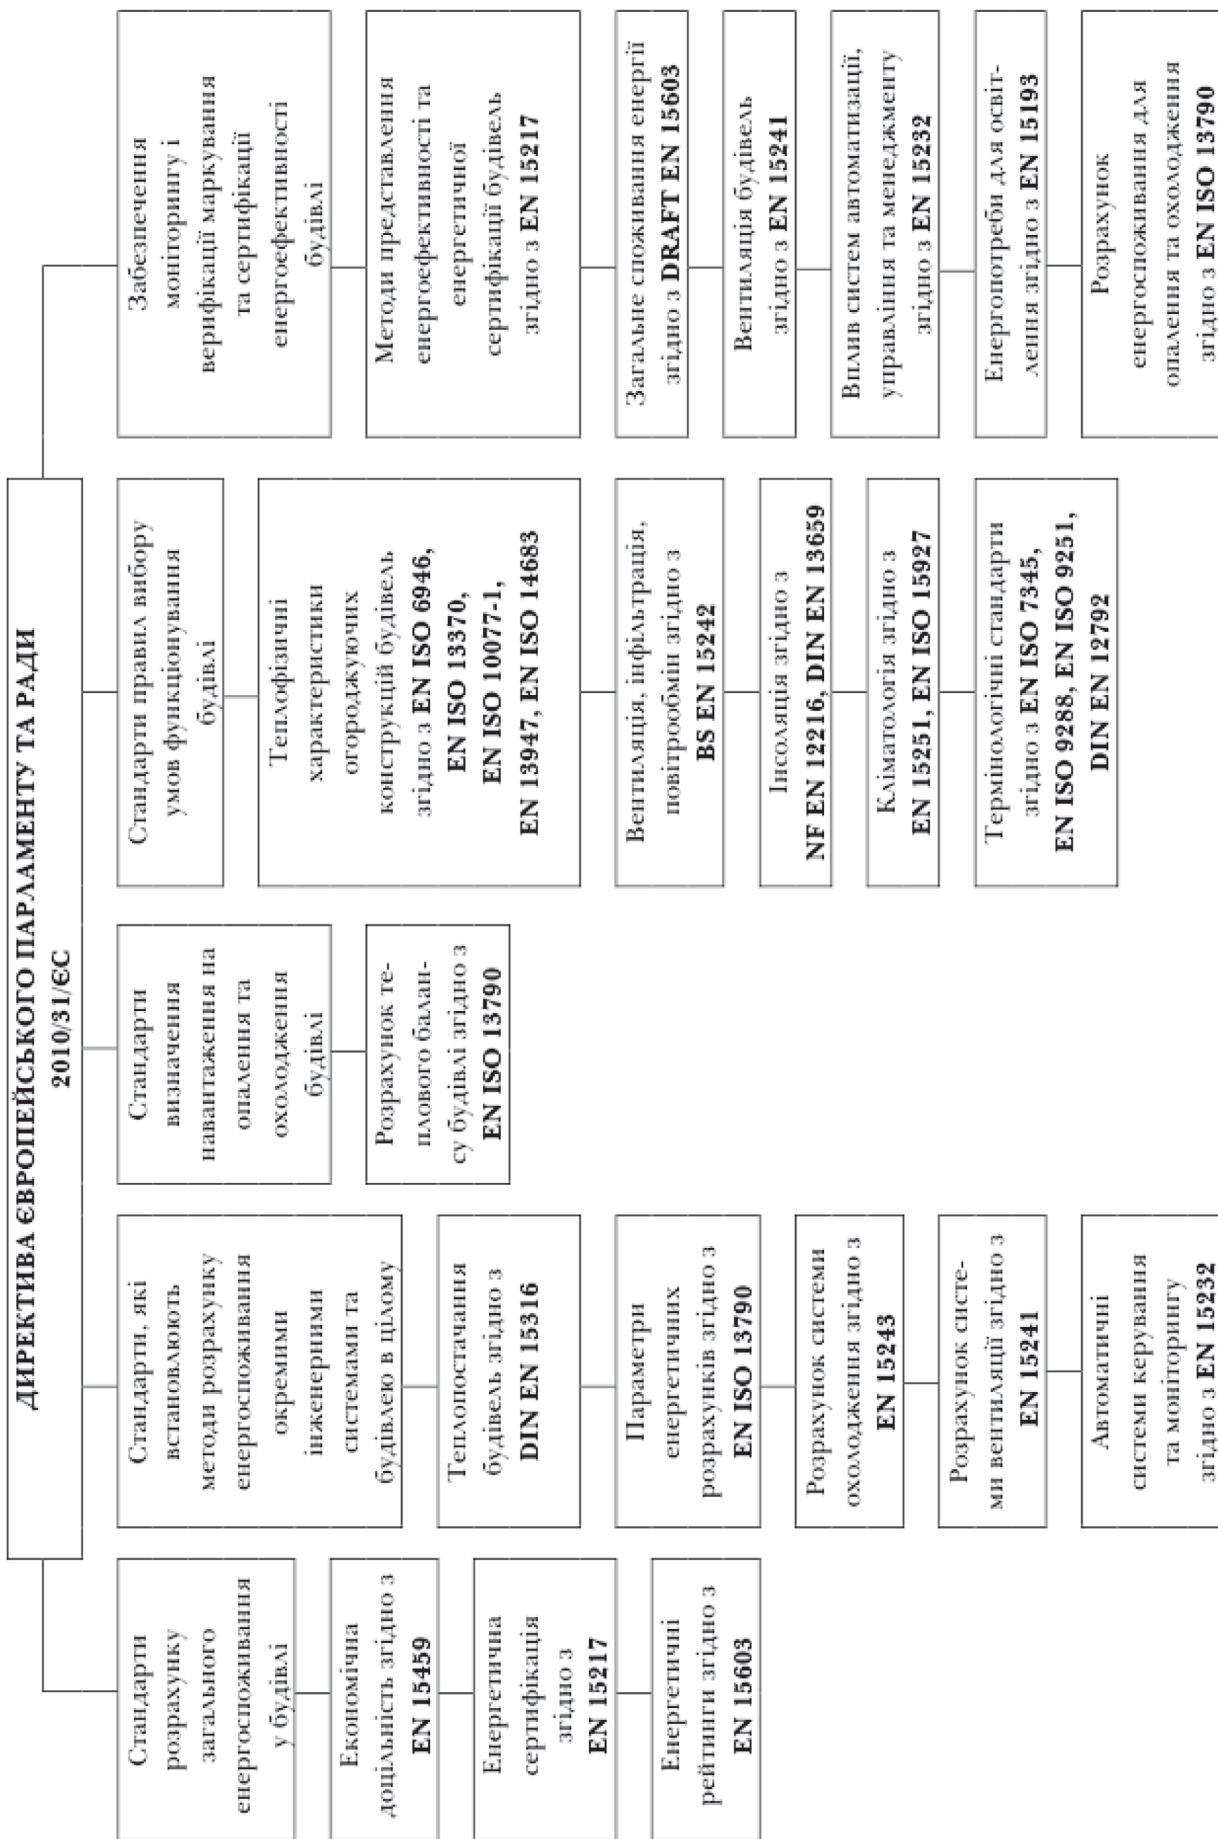 ДИРЕКТИВА ЄВРОПЕЙСЬКОГО ПАРЛАМЕНТУ ТА РАДИ
2010/31/ЄС
Стандарти
розрахунку
загального
енергоспоживання
у будівлі
Економічна
доцільність згідно з
EN 15459
Енергетична
сертифікація
згідно з
EN 15217
Енергетичні
рейтинги згідно з
EN 15603
Стандарти, які
встановлюють
методи розрахунку
енергоспоживання
окремими
інженерними
системами та
будівлею в цілому
Теплопостачання
будівель згідно з
DIN EN 15316
Параметри
енергетичних
розрахунків згідно з
EN ISO 13790
Розрахунок системи
охолодження згідно з
EN 15243
Розрахунок систе-
ми вентиляції згідно з
EN 15241
Автоматичні
системи керування
та моніторингу
згідно з EN 15232
Стандарти
визначення
навантаження на
опалення та
охолодження
будівлі
Розрахунок те-
плового балан-
су будівлі згідно з
EN ISO 13790
Стандарти правил вибору
умов функціонування
будівлі
Теплофізичні
характеристики
огороджуючих
конструкцій будівель
згідно з EN ISO 6946,
EN ISO 13370,
EN ISO 10077-1,
EN 13947, EN ISO 14683
Вентиляція, інфільтрація,
повітрообмін згідно з
BS EN 15242
Інсоляція згідно з
NF EN 12216, DIN EN 13659
Кліматологія згідно з
EN 15251, EN ISO 15927
Термінологічні стандарти
згідно з EN ISO 7345,
EN ISO 9288, EN ISO 9251,
DIN EN 12792
Забезпечення
моніторингу і
верифікації маркування
та сертифікації
енергоефективності
будівлі
Методи представлення
енергоефективності та
енергетичної
сертифікації будівель
згідно з EN 15217
Загальне споживання енергії
згідно з DRAFT EN 15603
Вентиляція будівель
згідно з EN 15241
Вплив систем автоматизації,
управління та менеджменту
згідно з EN 15232
Енергопотреби для освіт-
лення згідно з EN 15193
Розрахунок
енергоспоживання для
опалення та охолодження
згідно з EN ISO 13790